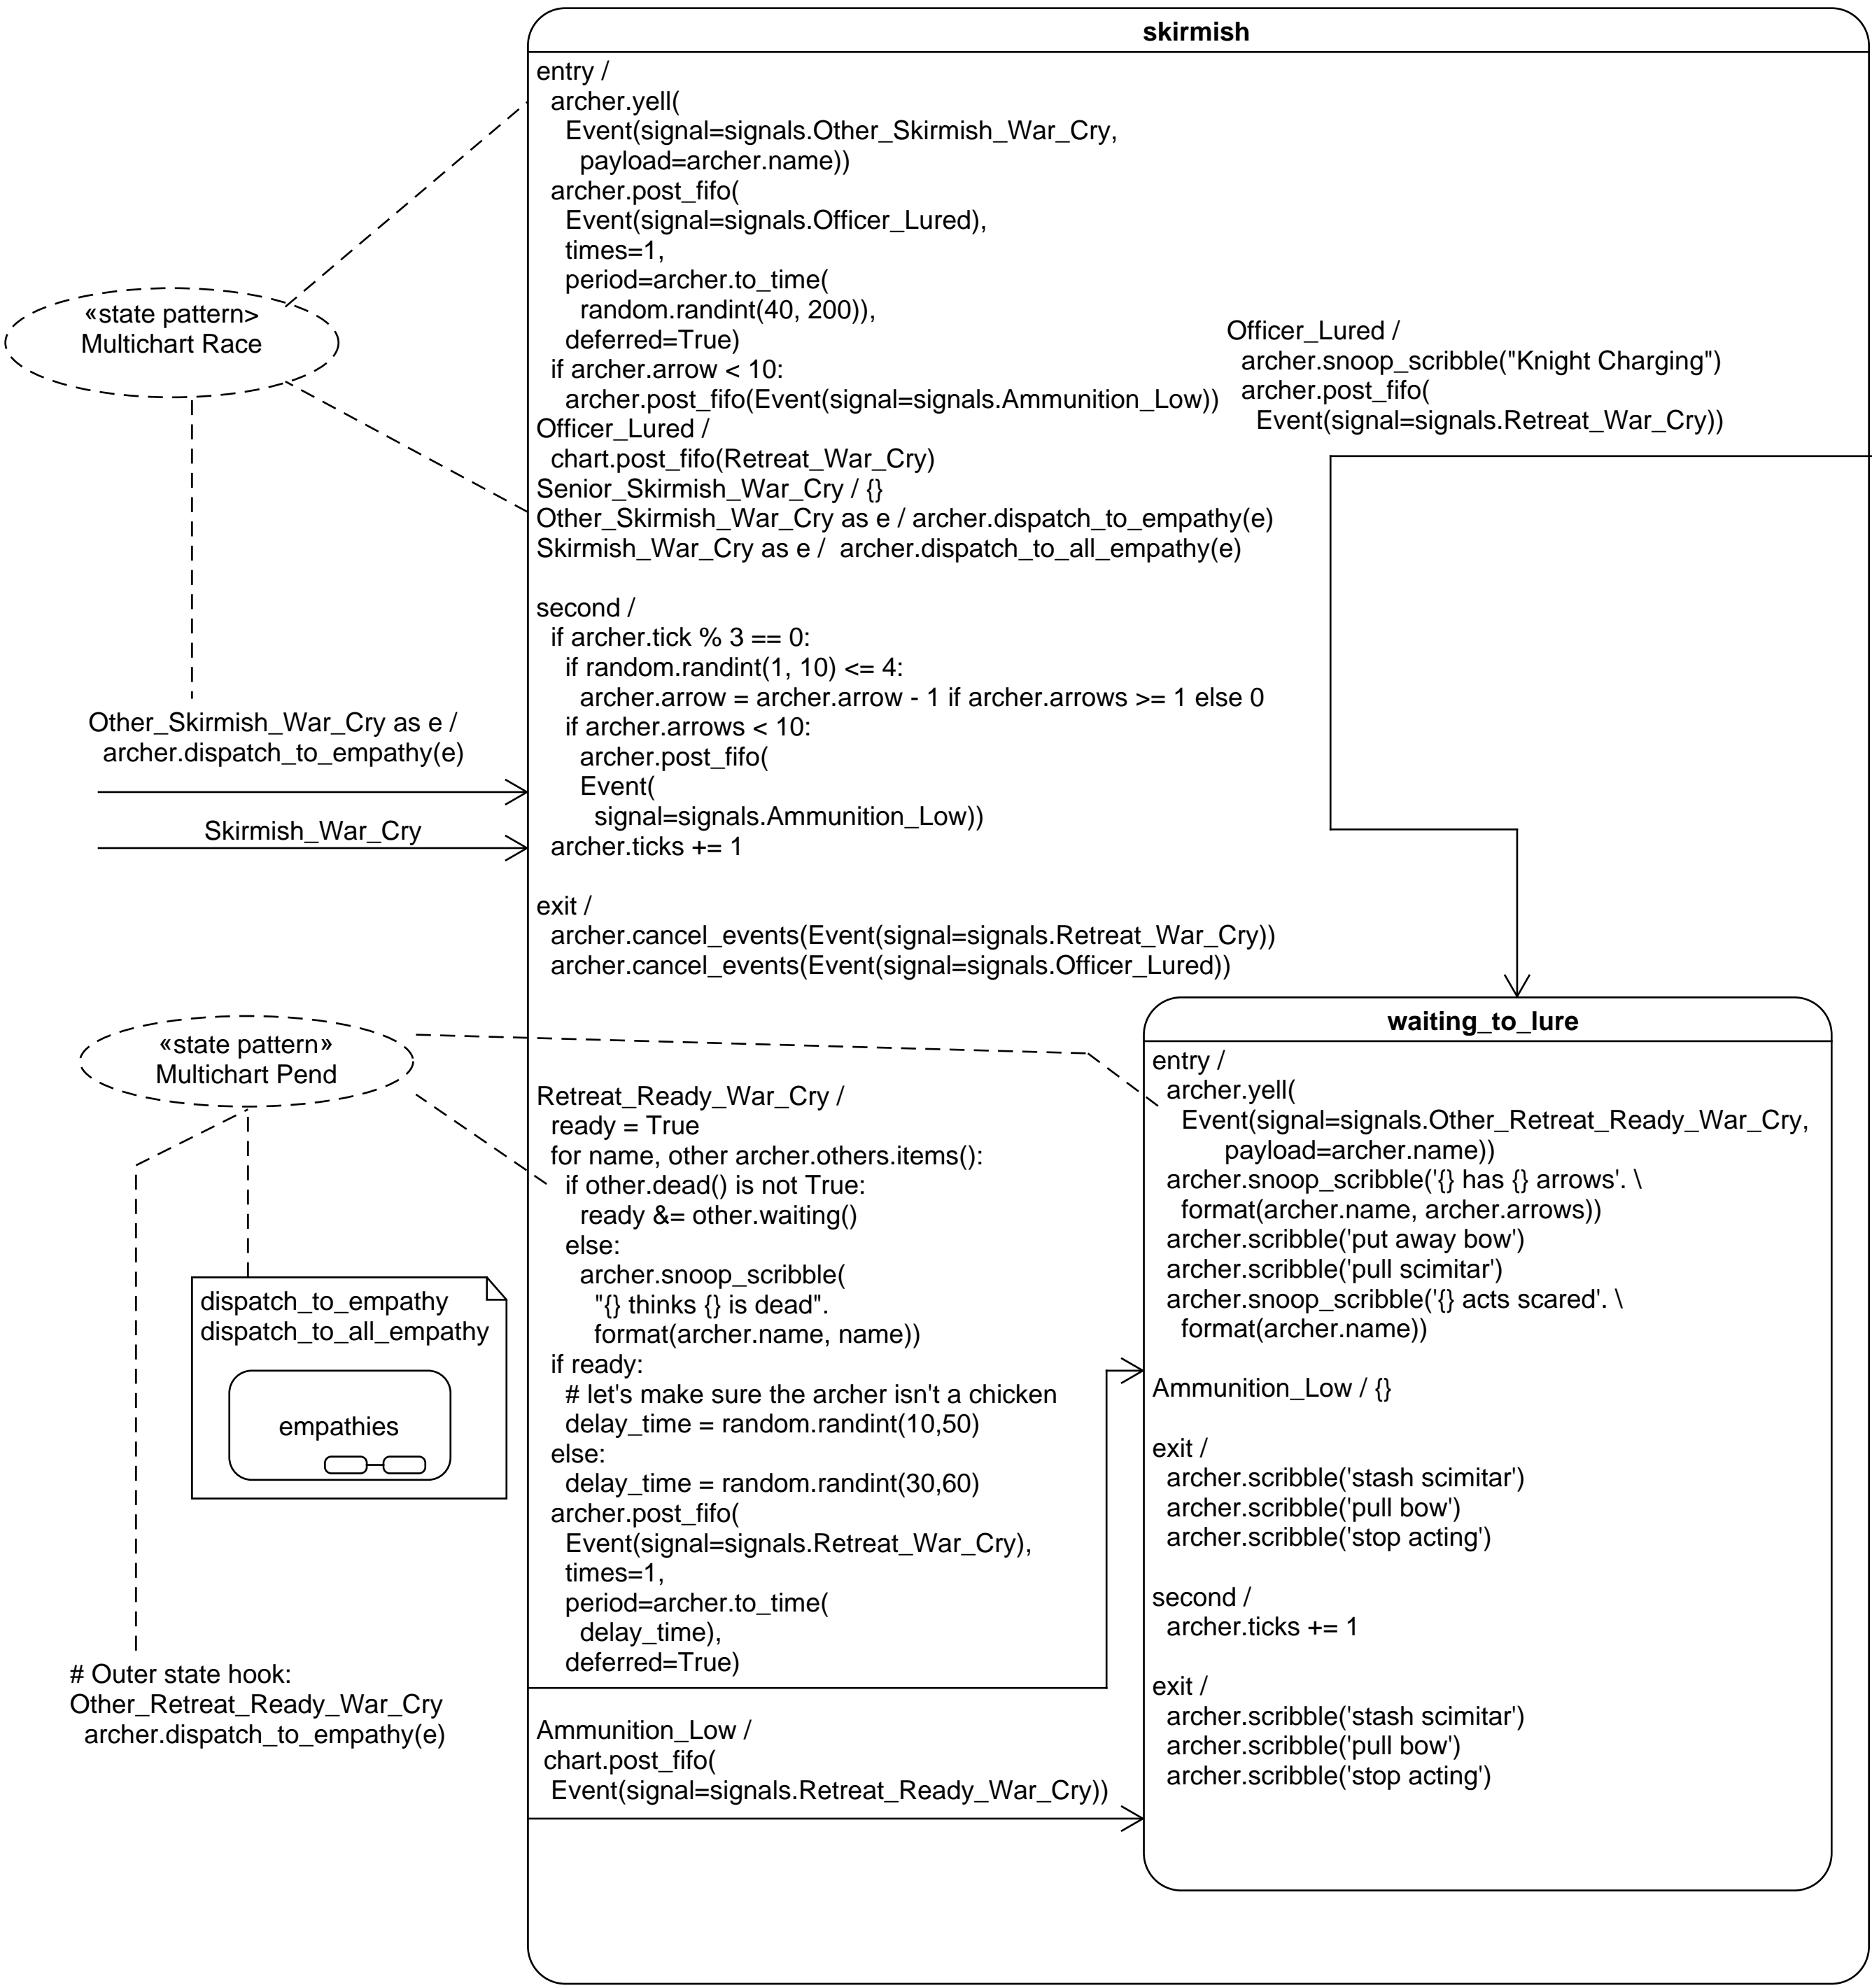 skirmish
entry /
archer.yell(
Event(signal=signals.Other_Skirmish_War_Cry,
payload=archer.name))
archer.post_fifo(
Event(signal=signals.Officer_Lured),
times=1,
period=archer.to_time(
random.randint(40, 200)),
deferred=True)
if archer.arrow < 10:
archer.post_fifo(Event(signal=signals.Ammunition_Low))
Officer_Lured /
chart.post_fifo(Retreat_War_Cry)
Senior_Skirmish_War_Cry / {}
Other_Skirmish_War_Cry as e / archer.dispatch_to_empathy(e)
Skirmish_War_Cry as e /  archer.dispatch_to_all_empathy(e)
second /
if archer.tick % 3 == 0:
if random.randint(1, 10) <= 4:
archer.arrow = archer.arrow - 1 if archer.arrows >= 1 else 0
if archer.arrows < 10:
archer.post_fifo(
Event(
signal=signals.Ammunition_Low))
archer.ticks += 1
exit /
archer.cancel_events(Event(signal=signals.Retreat_War_Cry))
archer.cancel_events(Event(signal=signals.Officer_Lured))
Officer_Lured /
archer.snoop_scribble("Knight Charging")
archer.post_fifo(
Event(signal=signals.Retreat_War_Cry))
«state pattern>
Multichart Race
Other_Skirmish_War_Cry as e /
archer.dispatch_to_empathy(e)
Skirmish_War_Cry
«state pattern»
Multichart Pend
dispatch_to_empathy
dispatch_to_all_empathy
empathies
# Outer state hook:
Other_Retreat_Ready_War_Cry
archer.dispatch_to_empathy(e)
Retreat_Ready_War_Cry /
ready = True
for name, other archer.others.items():
if other.dead() is not True:
ready &= other.waiting()
else:
archer.snoop_scribble(
"{} thinks {} is dead".
format(archer.name, name))
if ready:
# let's make sure the archer isn't a chicken
delay_time = random.randint(10,50)
else:
delay_time = random.randint(30,60)
archer.post_fifo(
Event(signal=signals.Retreat_War_Cry),
times=1,
period=archer.to_time(
delay_time),
deferred=True)
Ammunition_Low /
chart.post_fifo(
Event(signal=signals.Retreat_Ready_War_Cry))
waiting_to_lure
entry /
archer.yell(
Event(signal=signals.Other_Retreat_Ready_War_Cry,
payload=archer.name))
archer.snoop_scribble('{} has {} arrows'. \
format(archer.name, archer.arrows))
archer.scribble('put away bow')
archer.scribble('pull scimitar')
archer.snoop_scribble('{} acts scared'. \
format(archer.name))
Ammunition_Low / {}
exit /
archer.scribble('stash scimitar')
archer.scribble('pull bow')
archer.scribble('stop acting')
second /
archer.ticks += 1
exit /
archer.scribble('stash scimitar')
archer.scribble('pull bow')
archer.scribble('stop acting')